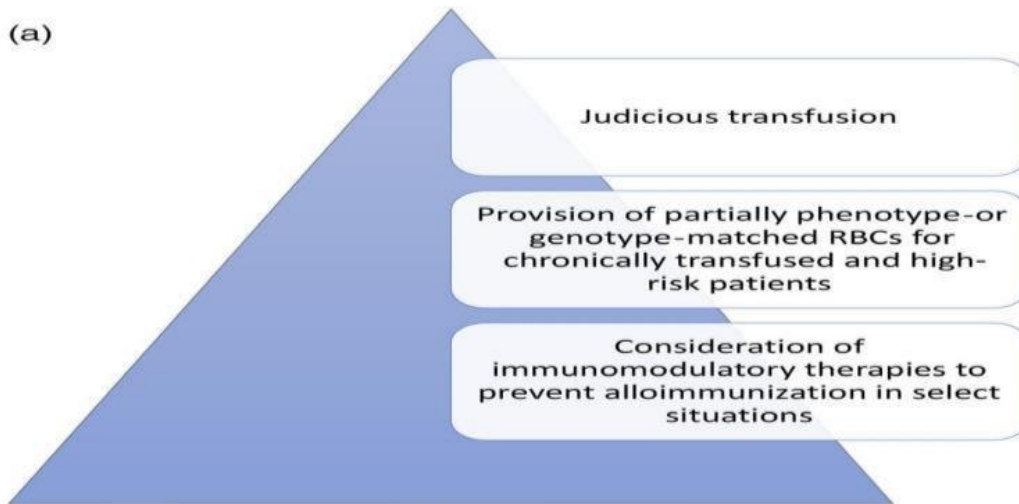 (a)
Judicious transfusion
Provision of partially phenotype-or
genotype-matched RBCs for
chronically transfused and high-
risk patients
Consideration of
immunomodulatory therapies to
prevent alloimmunization in select
situations